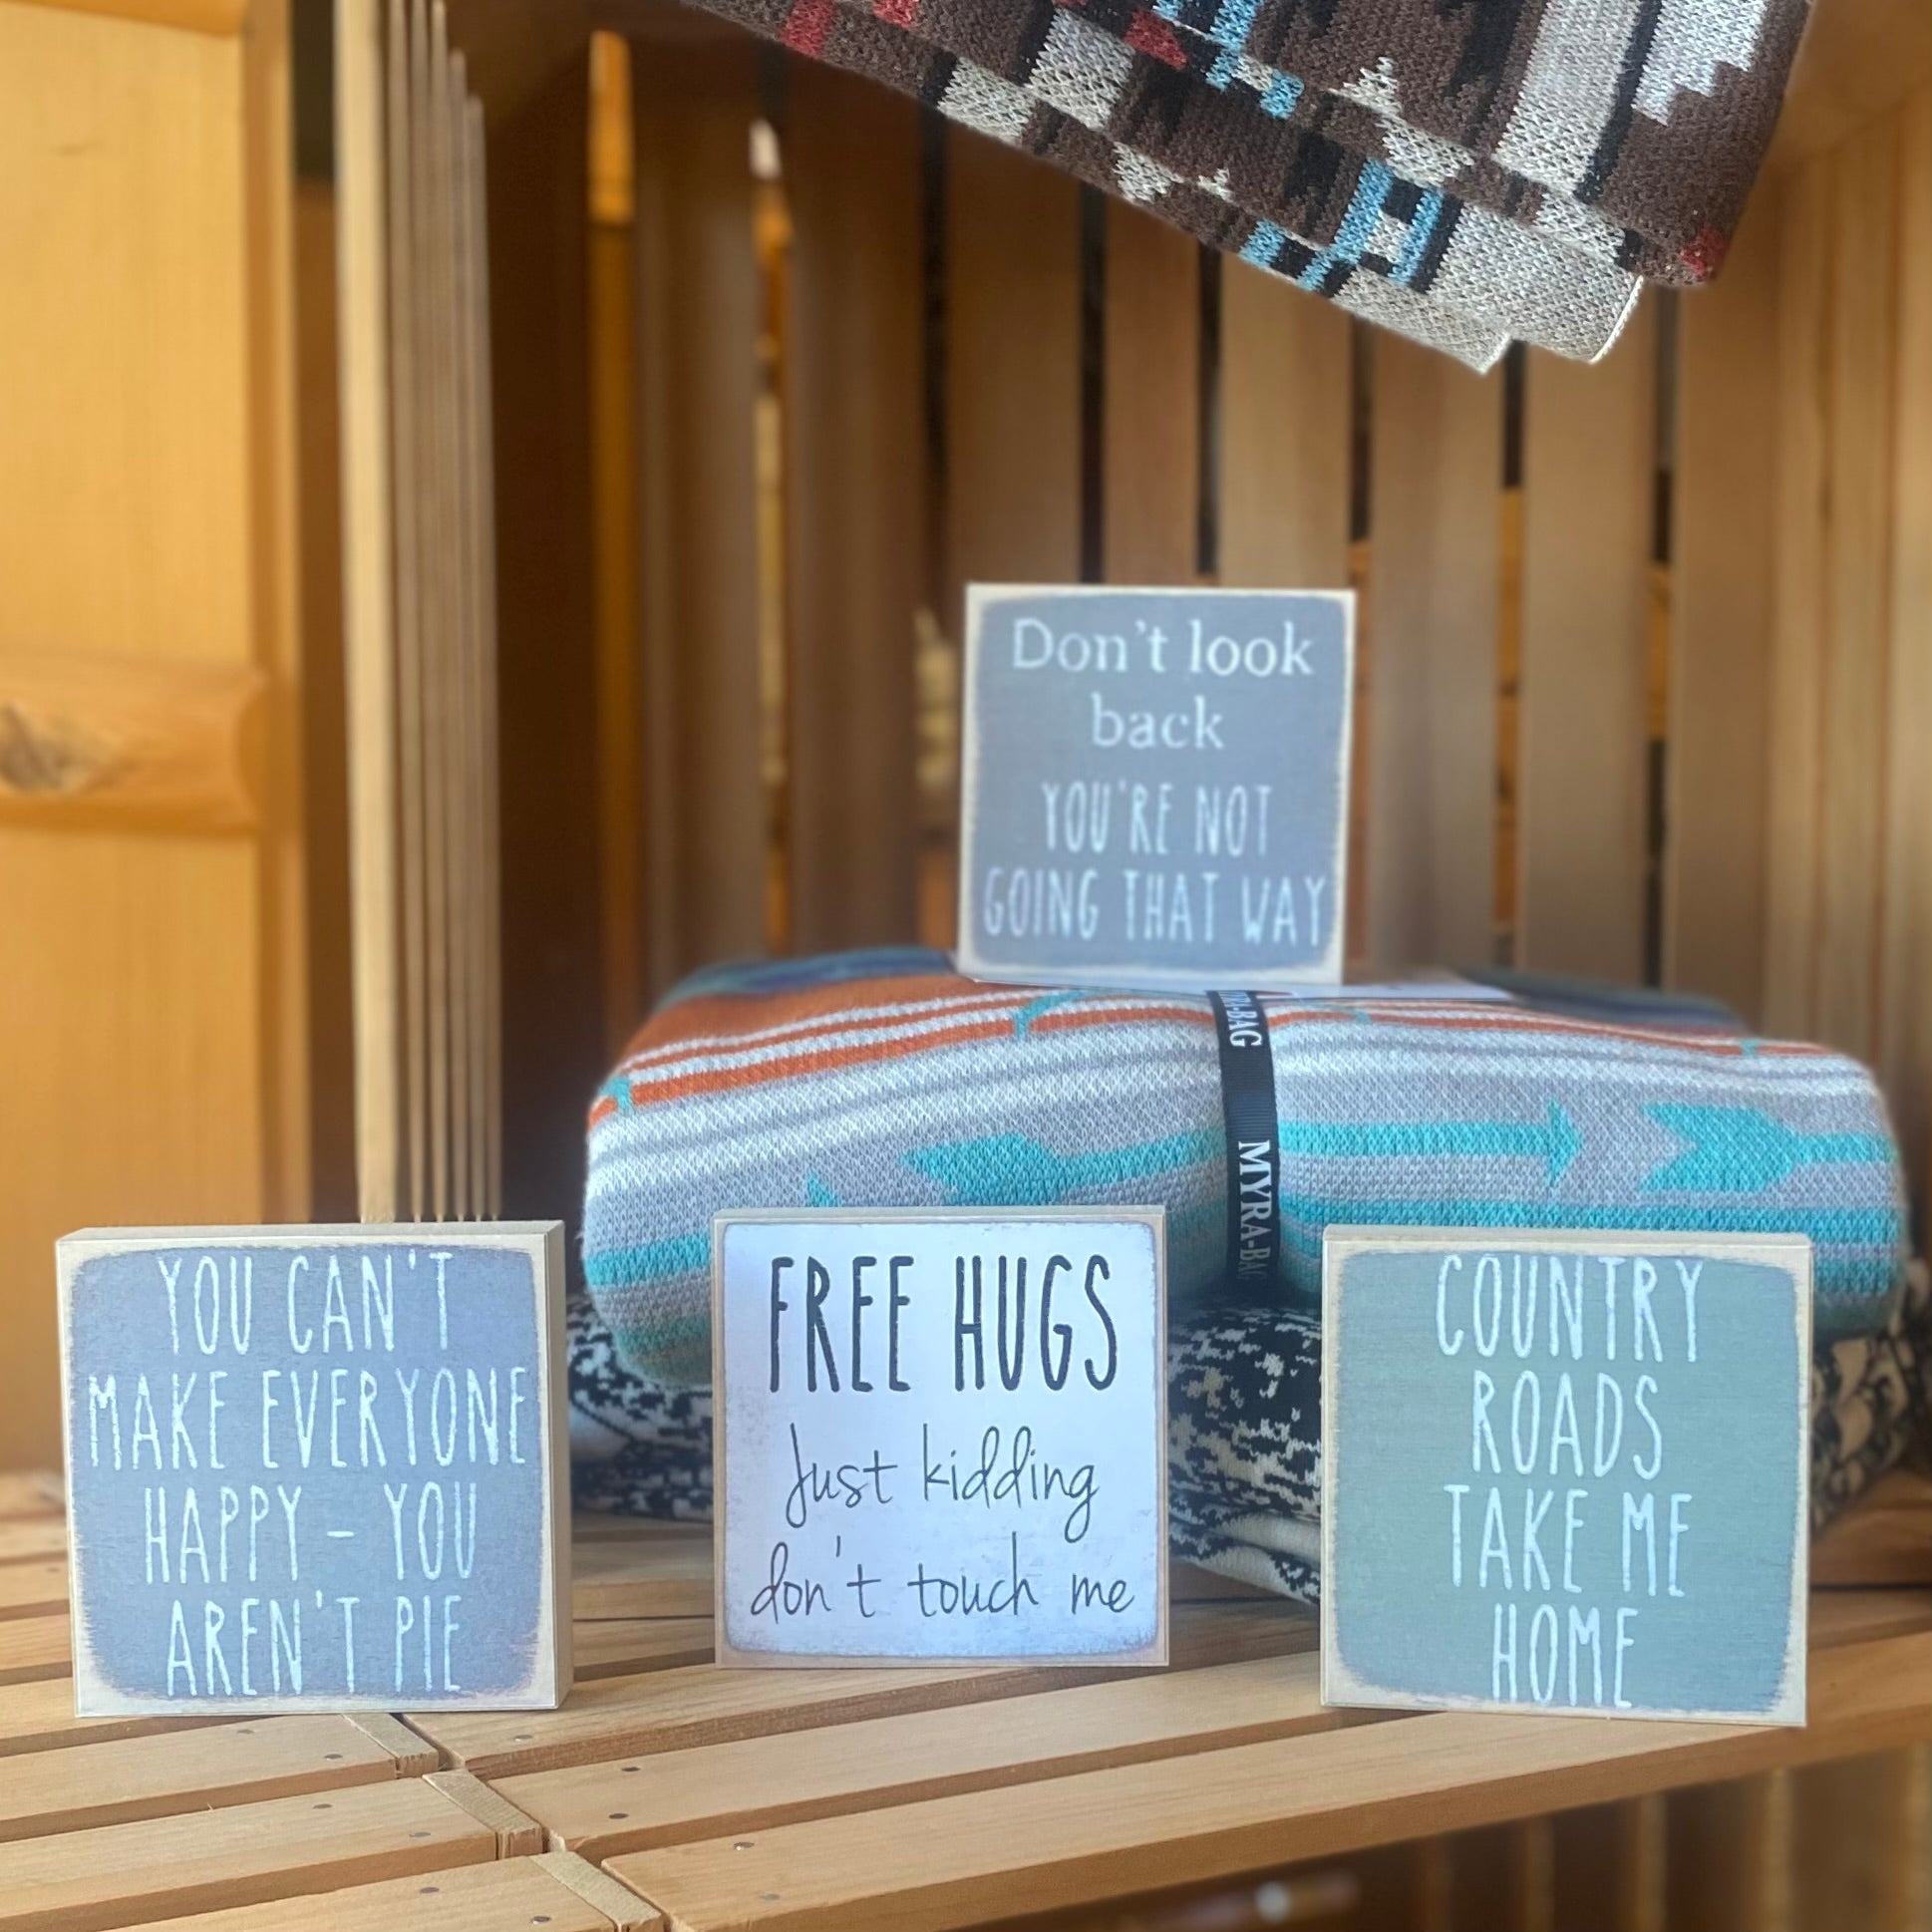 Don't look
back
YOU'RE NOT
GOING THAT WAY
MYRA-BAG
YOU CAN'T
MAKE EVERYONE
HAPPY – YOU
AREN'T PIE
FREE HUGS
Just kidding
don't touch me
COUNTRY
ROADS
TAKE ME
HOME